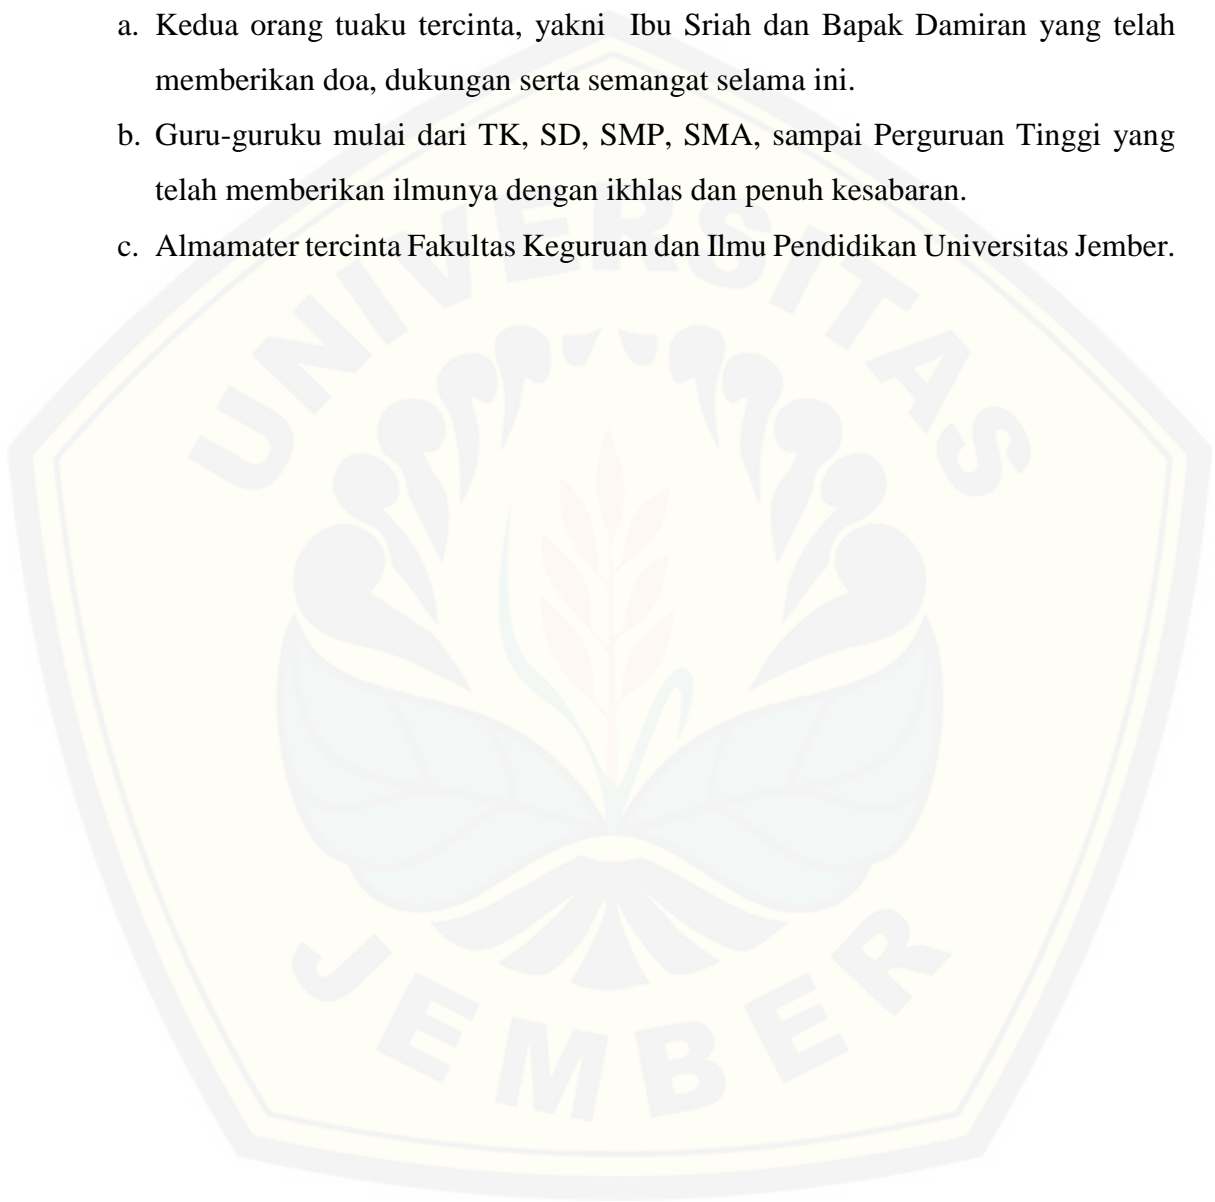 a. Kedua orang tuaku tercinta, yakni Ibu Sriah dan Bapak Damiran yang telah
memberikan doa, dukungan serta semangat selama ini.
b. Guru-guruku mulai dari TK, SD, SMP, SMA, sampai Perguruan Tinggi yang
telah memberikan ilmunya dengan ikhlas dan penuh kesabaran.
c. Almamater tercinta Fakultas Keguruan dan Ilmu Pendidikan Universitas Jember.
UNIVERSITAS
JEMBER